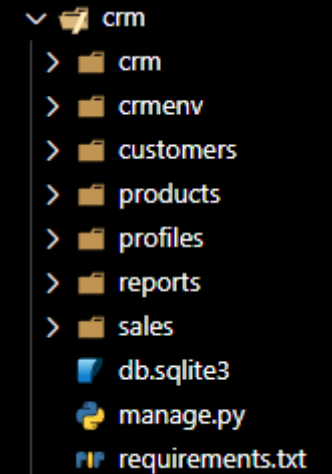 crm
crm
crmenv
customers
products
profiles
reports
sales
db.sqlite3
manage.py
requirements.txt